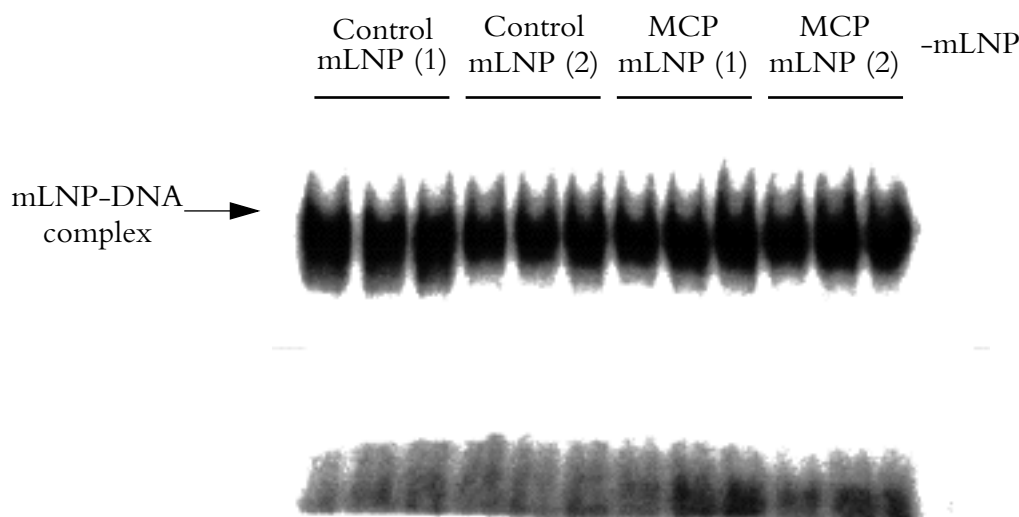 Control
mLNP (1)
Control
mLNP (2)
MCP
mLNP (1)
MCP
mLNP (2)
-mLNP
mLNP-DNA
complex